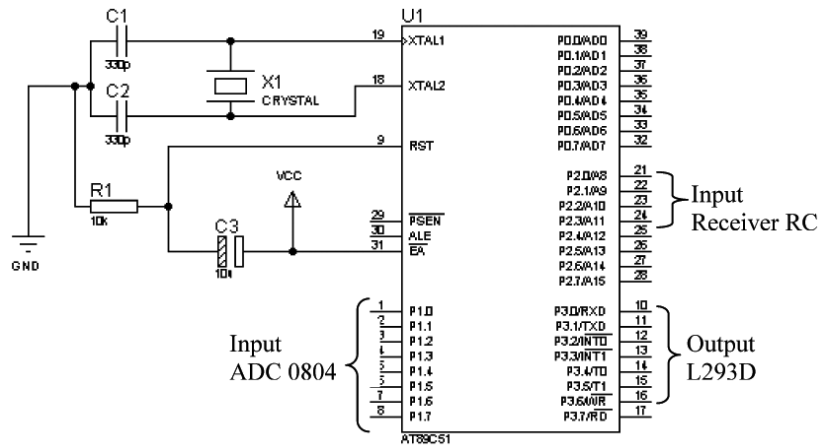 C1
330p
C2
330p
X1
CRYSTAL
R1
10k
C3
10u
VCC
GND
U1
19 XTAL1
18 XTAL2
9 RST
29 PSEN
30 ALE
31 EA
1 P1.0
2 P1.1
3 P1.2
4 P1.3
5 P1.4
6 P1.5
7 P1.6
8 P1.7
P0.0/AD0 39
P0.1/AD1 38
P0.2/AD2 37
P0.3/AD3 36
P0.4/AD4 35
P0.5/AD5 34
P0.6/AD6 33
P0.7/AD7 32
P2.0/A8 21
P2.1/A9 22
P2.2/A10 23
P2.3/A11 24
P2.4/A12 25
P2.5/A13 26
P2.6/A14 27
P2.7/A15 28
P3.0/RXD 10
P3.1/TXD 11
P3.2/INT0 12
P3.3/INT1 13
P3.4/T0 14
P3.5/T1 15
P3.6/WR 16
P3.7/RD 17
AT89C51
Input
ADC 0804
Input
Receiver RC
Output
L293D